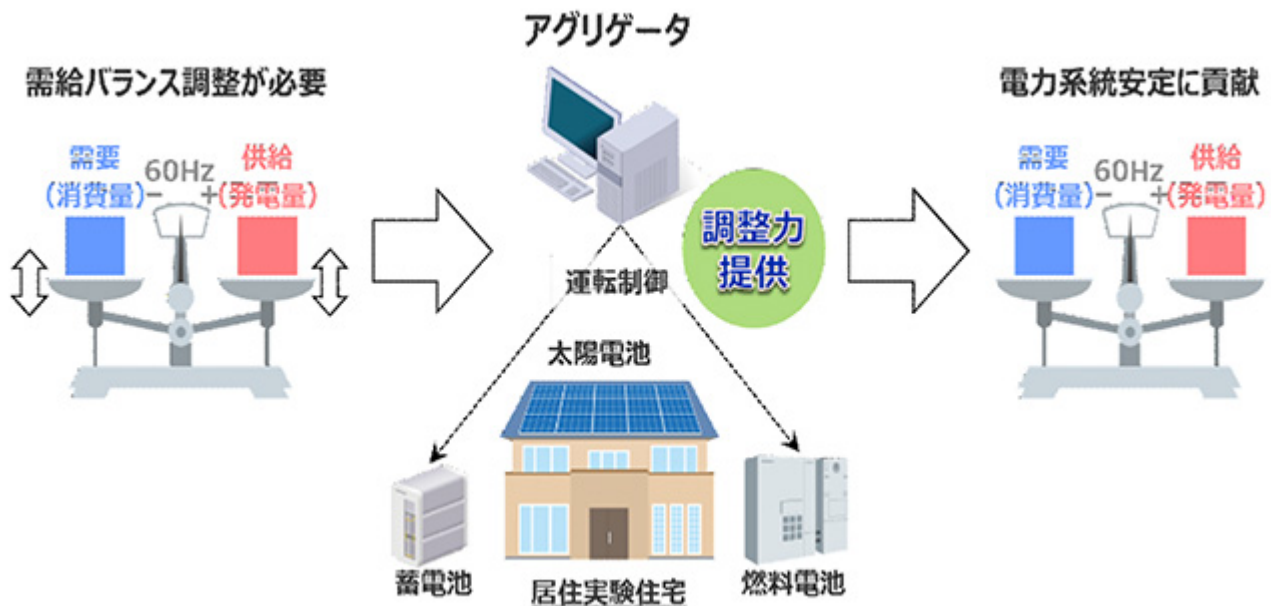 アグリゲータ
需給バランス調整が必要
需要
(消費量)
60Hz
− +
供給
(発電量)
調整力
提供
運転制御
太陽電池
蓄電池
居住実験住宅
燃料電池
電力系統安定に貢献
需要
(消費量)
60Hz
− +
供給
(発電量)